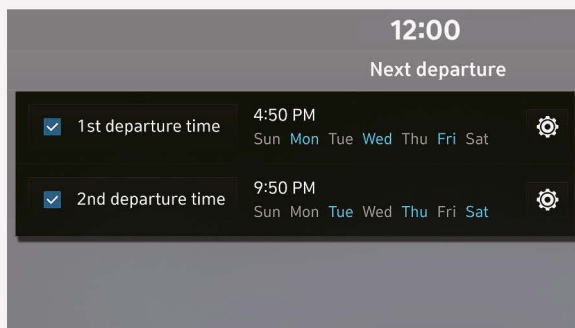 12:00
Next departure
1st departure time
4:50 PM
Sun Mon Tue Wed Thu Fri Sat
2nd departure time
9:50 PM
Sun Mon Tue Wed Thu Fri Sat